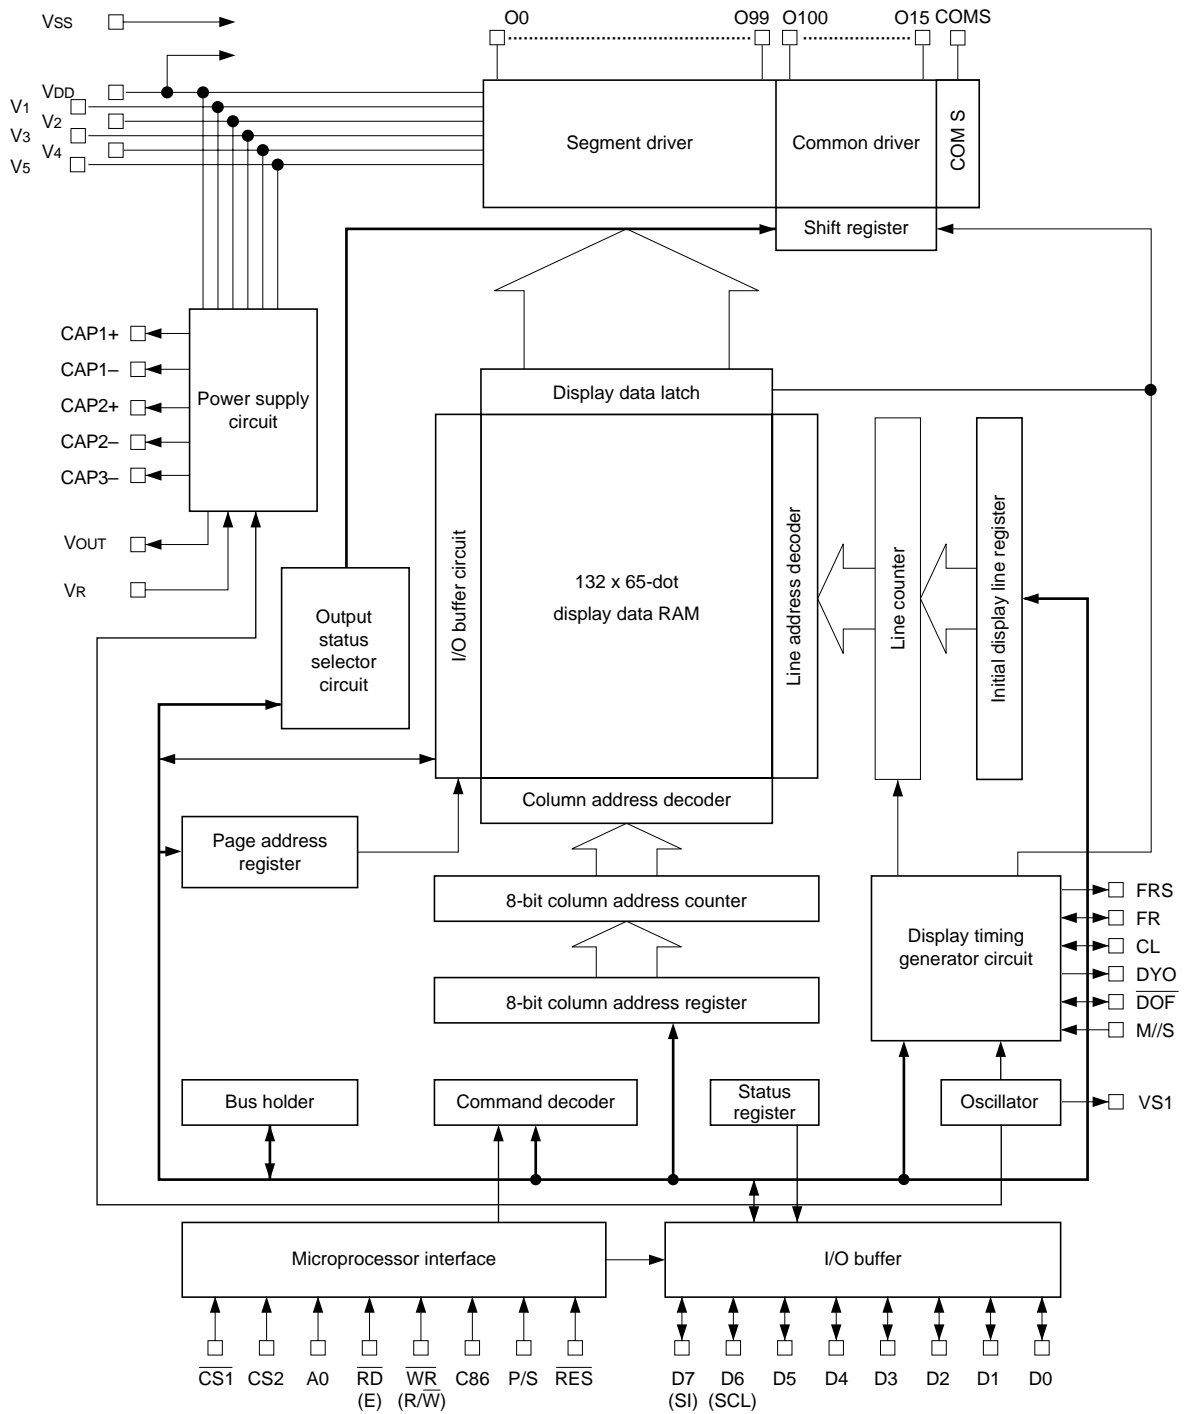 VSS
O0
O99
O100
O15
COMS
VDD
V1
V2
V3
V4
V5
Segment driver
Common driver
COM S
Shift register
CAP1+
CAP1–
CAP2+
CAP2–
CAP3–
VOUT
VR
Power supply
circuit
Display data latch
Output
status
selector
circuit
I/O buffer circuit
132 x 65-dot
display data RAM
Line address decoder
Line counter
Initial display line register
Column address decoder
Page address
register
8-bit column address counter
8-bit column address register
Display timing
generator circuit
FRS
FR
CL
DYO
DOF
M//S
Bus holder
Command decoder
Status
register
Oscillator
VS1
Microprocessor interface
I/O buffer
CS1
CS2
A0
RD
(E)
WR
(R/W)
C86
P/S
RES
D7
(SI)
D6
(SCL)
D5
D4
D3
D2
D1
D0